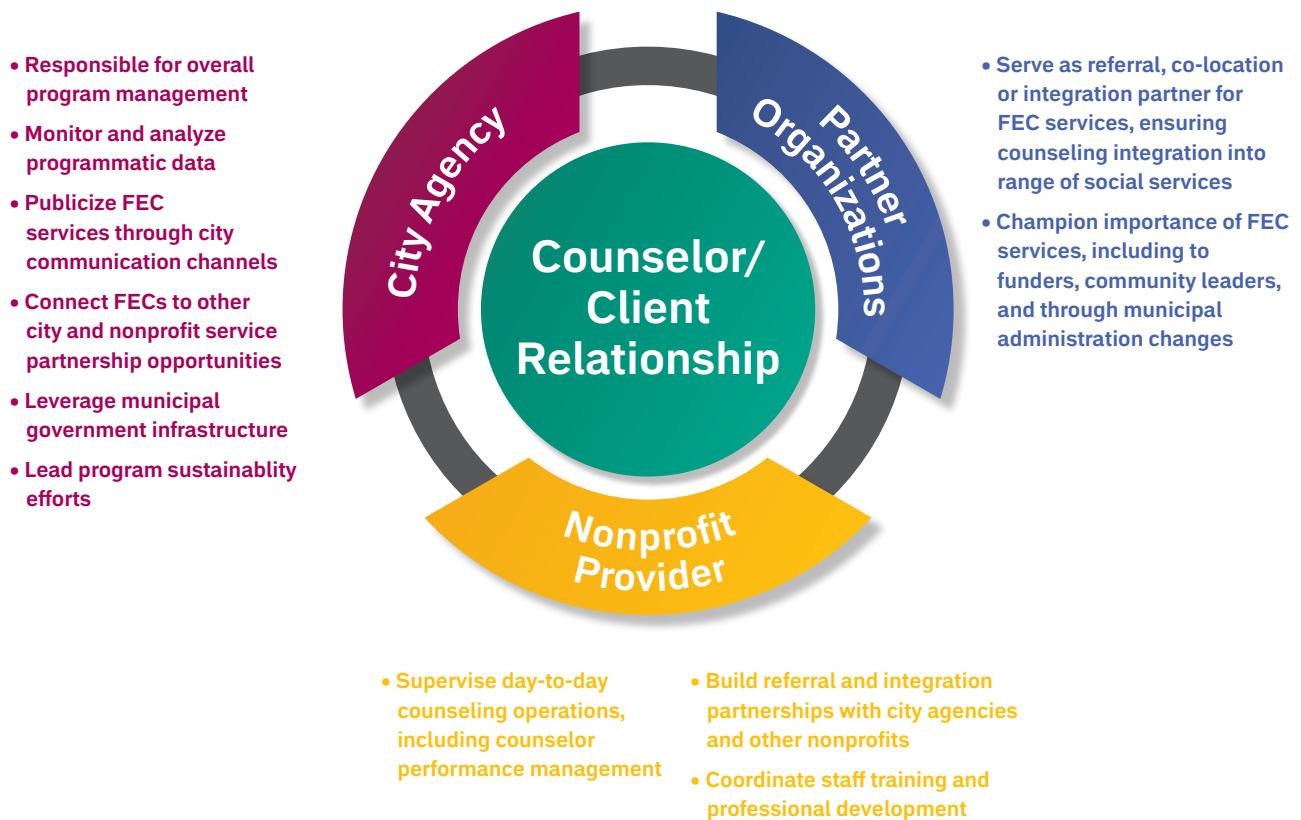 • Responsible for overall
program management
• Monitor and analyze
programmatic data
• Publicize FEC
services through city
communication channels
• Connect FECs to other
city and nonprofit service
partnership opportunities
• Leverage municipal
government infrastructure
• Lead program sustainablity
efforts
City Agency
Partner
Organizations
Counselor/
Client
Relationship
Nonprofit
Provider
• Serve as referral, co-location
or integration partner for
FEC services, ensuring
counseling integration into
range of social services
• Champion importance of FEC
services, including to
funders, community leaders,
and through municipal
administration changes
• Supervise day-to-day
counseling operations,
including counselor
performance management
• Build referral and integration
partnerships with city agencies
and other nonprofits
• Coordinate staff training and
professional development